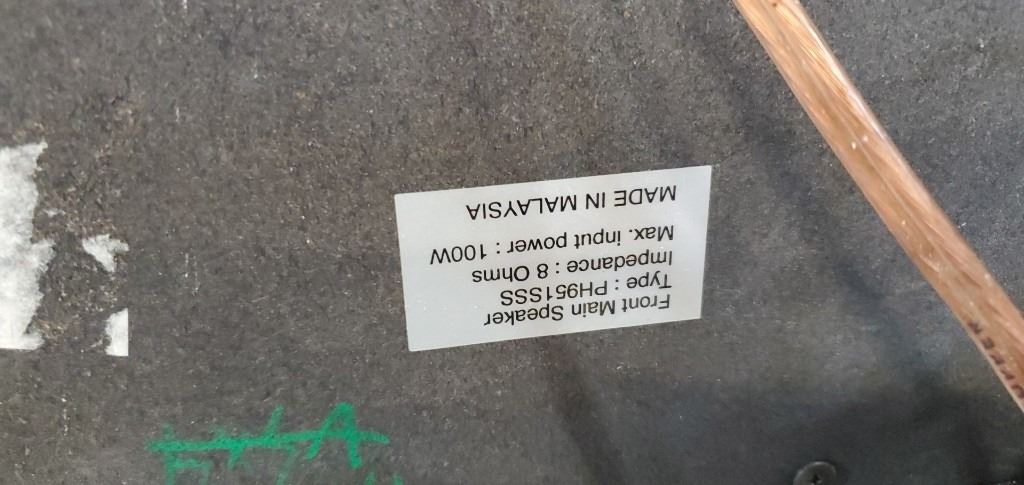 Front Main Speaker
Type : PH951SSS
Impedance : 8 Ohms
Max. input power : 100W
MADE IN MALAYSIA